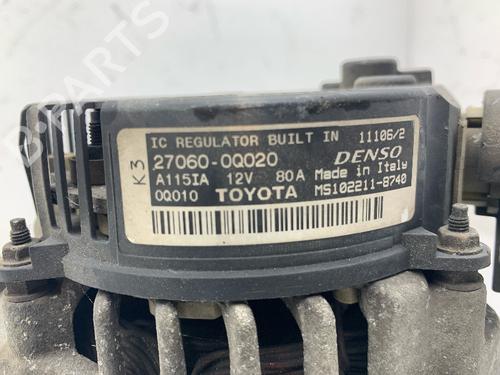 IC REGULATOR BUILT IN 11106/2
K3
27060-0Q020 DENSO
A115IA 12V 80A Made in Italy
0Q010 TOYOTA MS102211-8740
B-PARTS